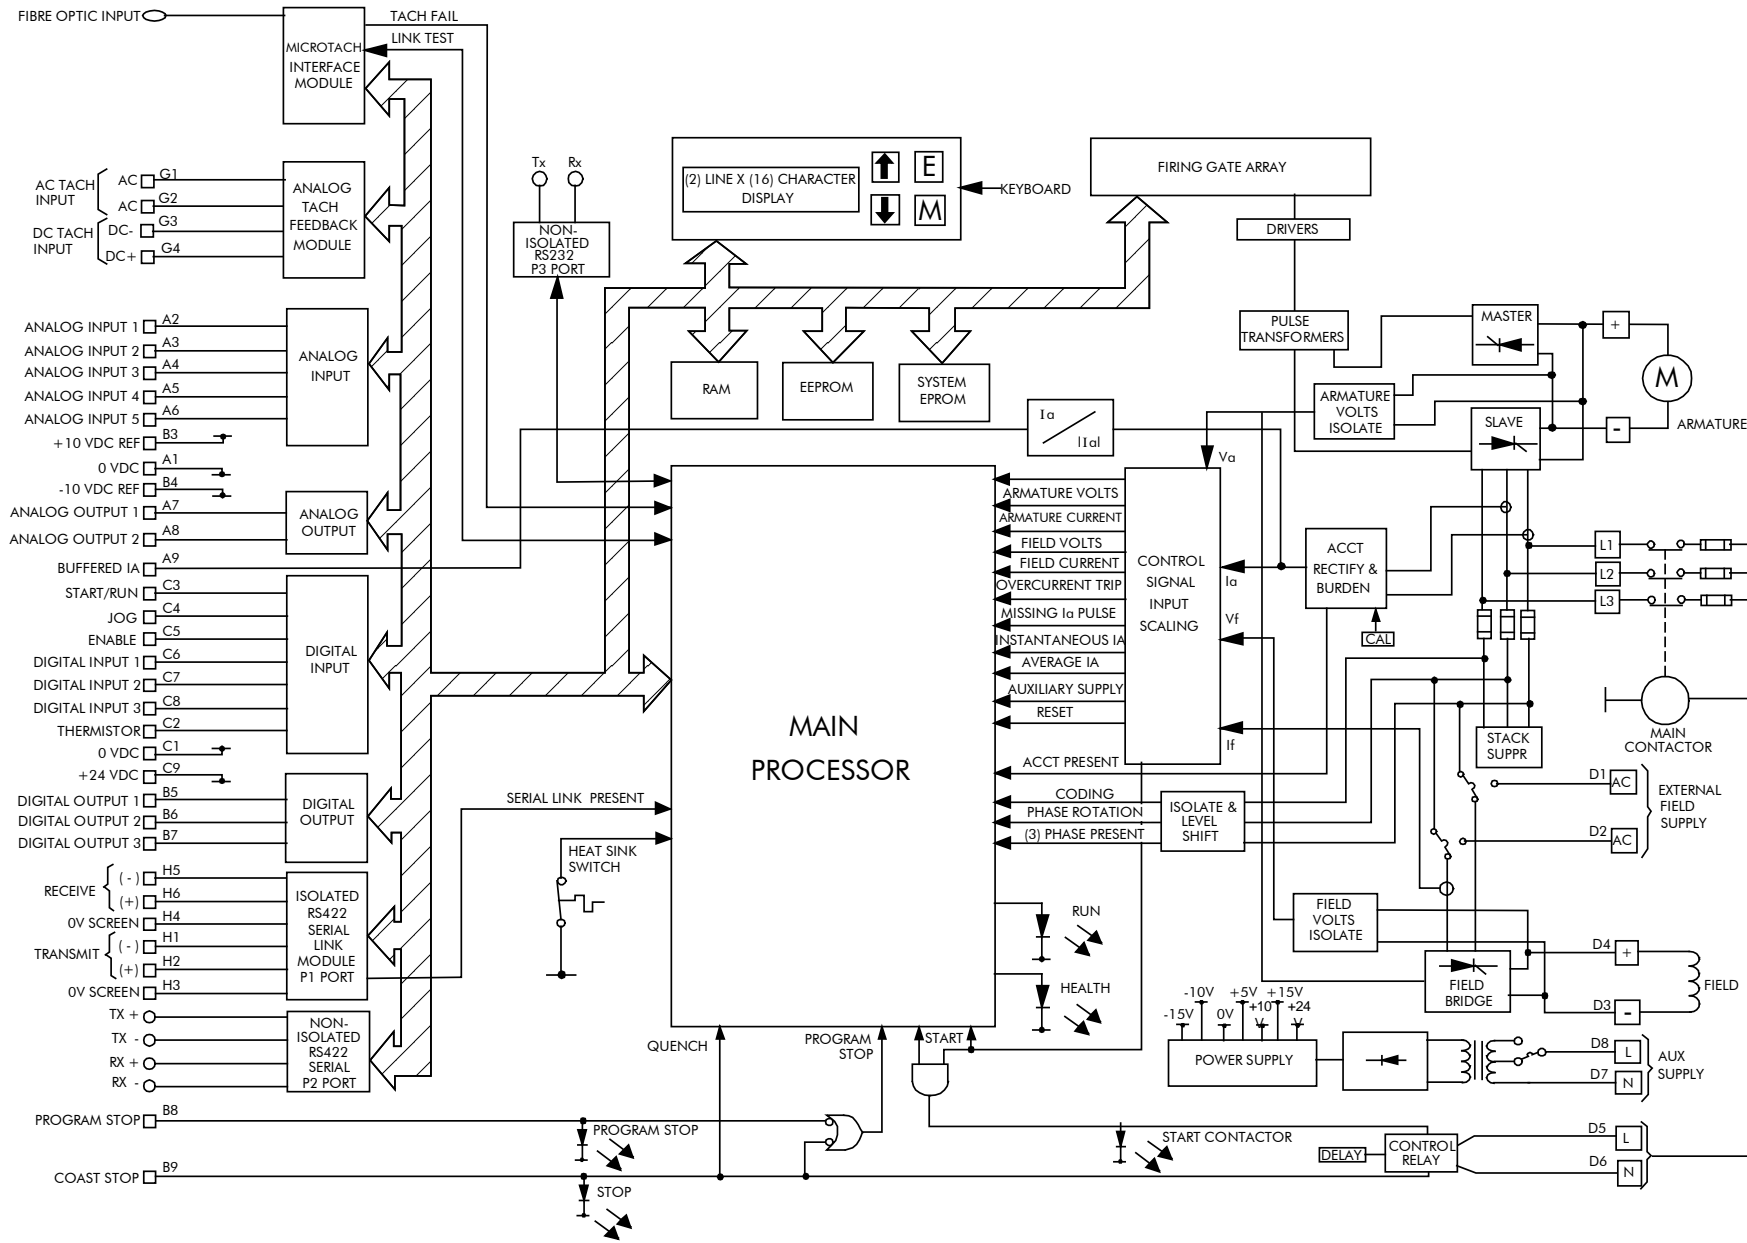 FIBRE OPTIC INPUT
TACH FAIL
LINK TEST
MICROTACH
INTERFACE
MODULE
AC TACH
INPUT
AC
G1
AC
G2
DC TACH
INPUT
DC-
G3
DC+
G4
ANALOG
TACH
FEEDBACK
MODULE
ANALOG INPUT 1
A2
ANALOG INPUT 2
A3
ANALOG INPUT 3
A4
ANALOG INPUT 4
A5
ANALOG INPUT 5
A6
ANALOG
INPUT
+10 VDC REF
B3
0 VDC
A1
-10 VDC REF
B4
ANALOG OUTPUT 1
A7
ANALOG OUTPUT 2
A8
ANALOG
OUTPUT
BUFFERED IA
A9
START/RUN
C3
JOG
C4
ENABLE
C5
DIGITAL INPUT 1
C6
DIGITAL INPUT 2
C7
DIGITAL INPUT 3
C8
THERMISTOR
C2
DIGITAL
INPUT
0 VDC
C1
+24 VDC
C9
DIGITAL OUTPUT 1
B5
DIGITAL OUTPUT 2
B6
DIGITAL OUTPUT 3
B7
DIGITAL
OUTPUT
RECEIVE
(-)
H5
(+)
H6
0V SCREEN
H4
TRANSMIT
(-)
H1
(+)
H2
0V SCREEN
H3
ISOLATED
RS422
SERIAL
LINK
MODULE
P1 PORT
TX +
TX -
RX +
RX -
NON-
ISOLATED
RS422
SERIAL
P2 PORT
PROGRAM STOP
B8
COAST STOP
B9
Tx
Rx
NON-
ISOLATED
RS232
P3 PORT
(2) LINE X (16) CHARACTER
DISPLAY
E
M
KEYBOARD
RAM
EEPROM
SYSTEM
EPROM
FIRING GATE ARRAY
DRIVERS
PULSE
TRANSFORMERS
MASTER
ARMATURE
VOLTS
ISOLATE
SLAVE
+
M
-
ARMATURE
Ia
|Ia|
MAIN
PROCESSOR
SERIAL LINK PRESENT
HEAT SINK
SWITCH
ARMATURE VOLTS
ARMATURE CURRENT
FIELD VOLTS
FIELD CURRENT
OVERCURRENT TRIP
MISSING Ia PULSE
INSTANTANEOUS IA
AVERAGE IA
AUXILIARY SUPPLY
RESET
ACCT PRESENT
CODING
PHASE ROTATION
(3) PHASE PRESENT
CONTROL
SIGNAL
INPUT
SCALING
Va
Ia
Vf
If
ACCT
RECTIFY &
BURDEN
CAL
ISOLATE &
LEVEL
SHIFT
L1
L2
L3
STACK
SUPPR
MAIN
CONTACTOR
D1
AC
D2
AC
EXTERNAL
FIELD
SUPPLY
FIELD
VOLTS
ISOLATE
FIELD
BRIDGE
D4
+
D3
-
FIELD
RUN
HEALTH
-15V
-10V
0V
+5V
+10
V
+15V
+24
V
POWER SUPPLY
D8
L
D7
N
AUX
SUPPLY
QUENCH
PROGRAM
STOP
START
PROGRAM STOP
STOP
START CONTACTOR
DELAY
CONTROL
RELAY
D5
L
D6
N